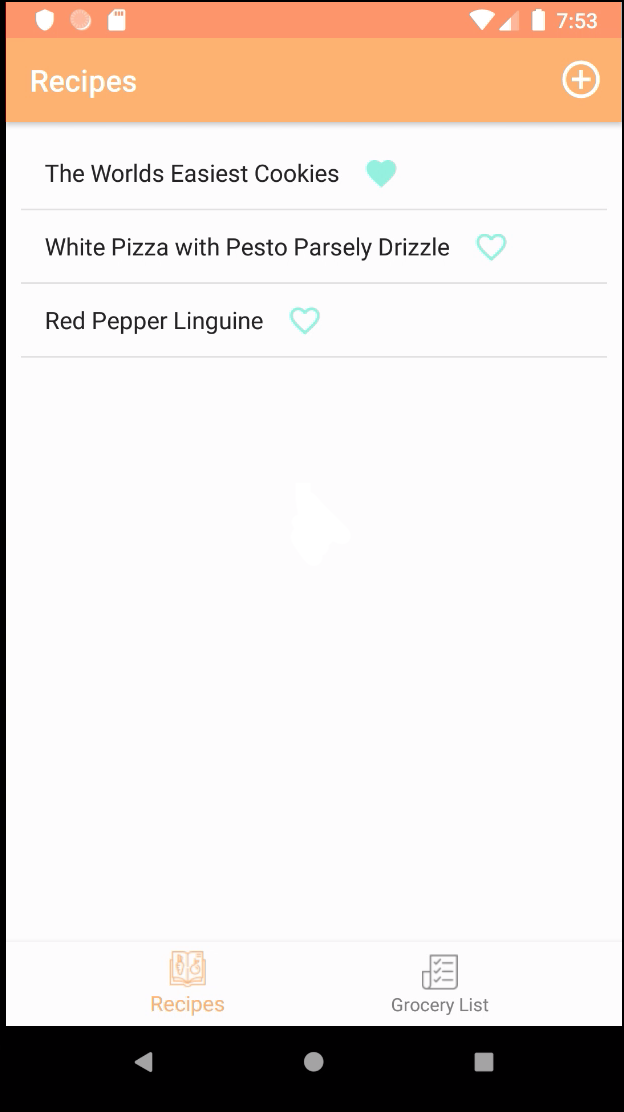 7:53
Recipes
The Worlds Easiest Cookies
White Pizza with Pesto Parsely Drizzle
Red Pepper Linguine
Recipes
Grocery List